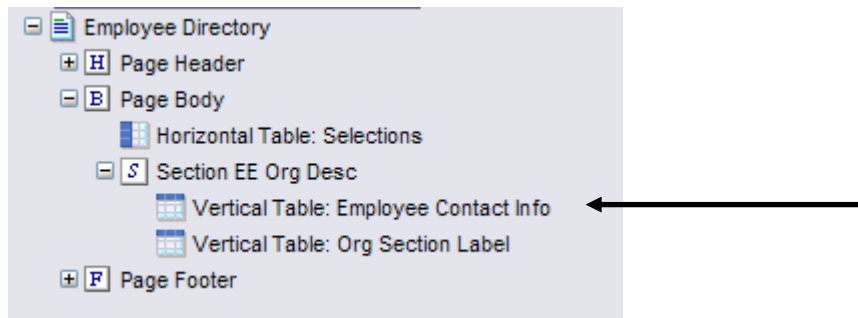 Employee Directory
H Page Header
B Page Body
Horizontal Table: Selections
S Section EE Org Desc
Vertical Table: Employee Contact Info
Vertical Table: Org Section Label
F Page Footer